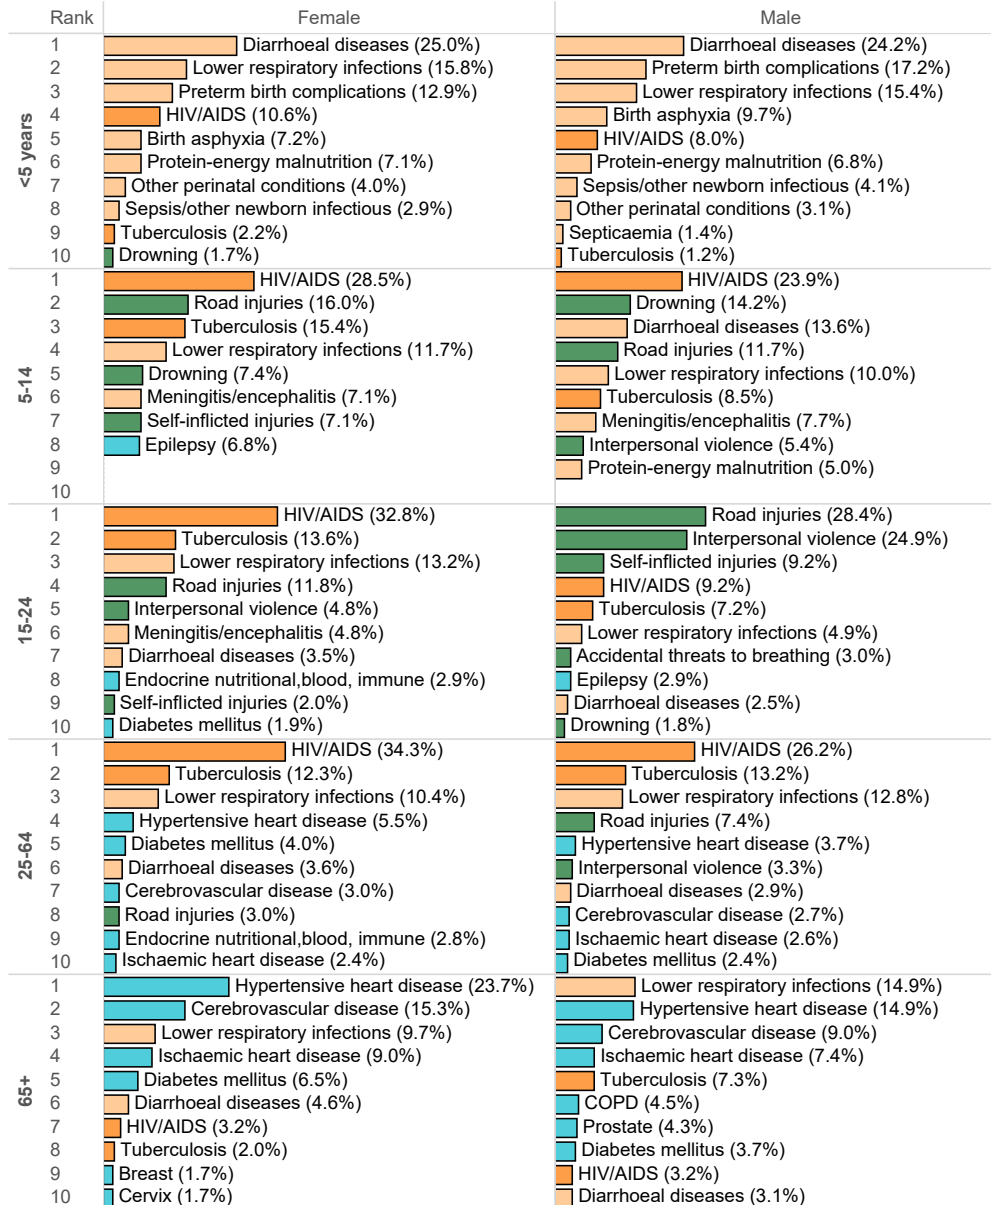 Rank Female Male
<5 years
1 Diarrhoeal diseases (25.0%) Diarrhoeal diseases (24.2%)
2 Lower respiratory infections (15.8%) Preterm birth complications (17.2%)
3 Preterm birth complications (12.9%) Lower respiratory infections (15.4%)
4 HIV/AIDS (10.6%) Birth asphyxia (9.7%)
5 Birth asphyxia (7.2%) HIV/AIDS (8.0%)
6 Protein-energy malnutrition (7.1%) Protein-energy malnutrition (6.8%)
7 Other perinatal conditions (4.0%) Sepsis/other newborn infectious (4.1%)
8 Sepsis/other newborn infectious (2.9%) Other perinatal conditions (3.1%)
9 Tuberculosis (2.2%) Septicaemia (1.4%)
10 Drowning (1.7%) Tuberculosis (1.2%)
5-14
1 HIV/AIDS (28.5%) HIV/AIDS (23.9%)
2 Road injuries (16.0%) Drowning (14.2%)
3 Tuberculosis (15.4%) Diarrhoeal diseases (13.6%)
4 Lower respiratory infections (11.7%) Road injuries (11.7%)
5 Drowning (7.4%) Lower respiratory infections (10.0%)
6 Meningitis/encephalitis (7.1%) Tuberculosis (8.5%)
7 Self-inflicted injuries (7.1%) Meningitis/encephalitis (7.7%)
8 Epilepsy (6.8%) Interpersonal violence (5.4%)
9 Protein-energy malnutrition (5.0%)
10
15-24
1 HIV/AIDS (32.8%) Road injuries (28.4%)
2 Tuberculosis (13.6%) Interpersonal violence (24.9%)
3 Lower respiratory infections (13.2%) Self-inflicted injuries (9.2%)
4 Road injuries (11.8%) HIV/AIDS (9.2%)
5 Interpersonal violence (4.8%) Tuberculosis (7.2%)
6 Meningitis/encephalitis (4.8%) Lower respiratory infections (4.9%)
7 Diarrhoeal diseases (3.5%) Accidental threats to breathing (3.0%)
8 Endocrine nutritional,blood, immune (2.9%) Epilepsy (2.9%)
9 Self-inflicted injuries (2.0%) Diarrhoeal diseases (2.5%)
10 Diabetes mellitus (1.9%) Drowning (1.8%)
25-64
1 HIV/AIDS (34.3%) HIV/AIDS (26.2%)
2 Tuberculosis (12.3%) Tuberculosis (13.2%)
3 Lower respiratory infections (10.4%) Lower respiratory infections (12.8%)
4 Hypertensive heart disease (5.5%) Road injuries (7.4%)
5 Diabetes mellitus (4.0%) Hypertensive heart disease (3.7%)
6 Diarrhoeal diseases (3.6%) Interpersonal violence (3.3%)
7 Cerebrovascular disease (3.0%) Diarrhoeal diseases (2.9%)
8 Road injuries (3.0%) Cerebrovascular disease (2.7%)
9 Endocrine nutritional,blood, immune (2.8%) Ischaemic heart disease (2.6%)
10 Ischaemic heart disease (2.4%) Diabetes mellitus (2.4%)
65+
1 Hypertensive heart disease (23.7%) Lower respiratory infections (14.9%)
2 Cerebrovascular disease (15.3%) Hypertensive heart disease (14.9%)
3 Lower respiratory infections (9.7%) Cerebrovascular disease (9.0%)
4 Ischaemic heart disease (9.0%) Ischaemic heart disease (7.4%)
5 Diabetes mellitus (6.5%) Tuberculosis (7.3%)
6 Diarrhoeal diseases (4.6%) COPD (4.5%)
7 HIV/AIDS (3.2%) Prostate (4.3%)
8 Tuberculosis (2.0%) Diabetes mellitus (3.7%)
9 Breast (1.7%) HIV/AIDS (3.2%)
10 Cervix (1.7%) Diarrhoeal diseases (3.1%)